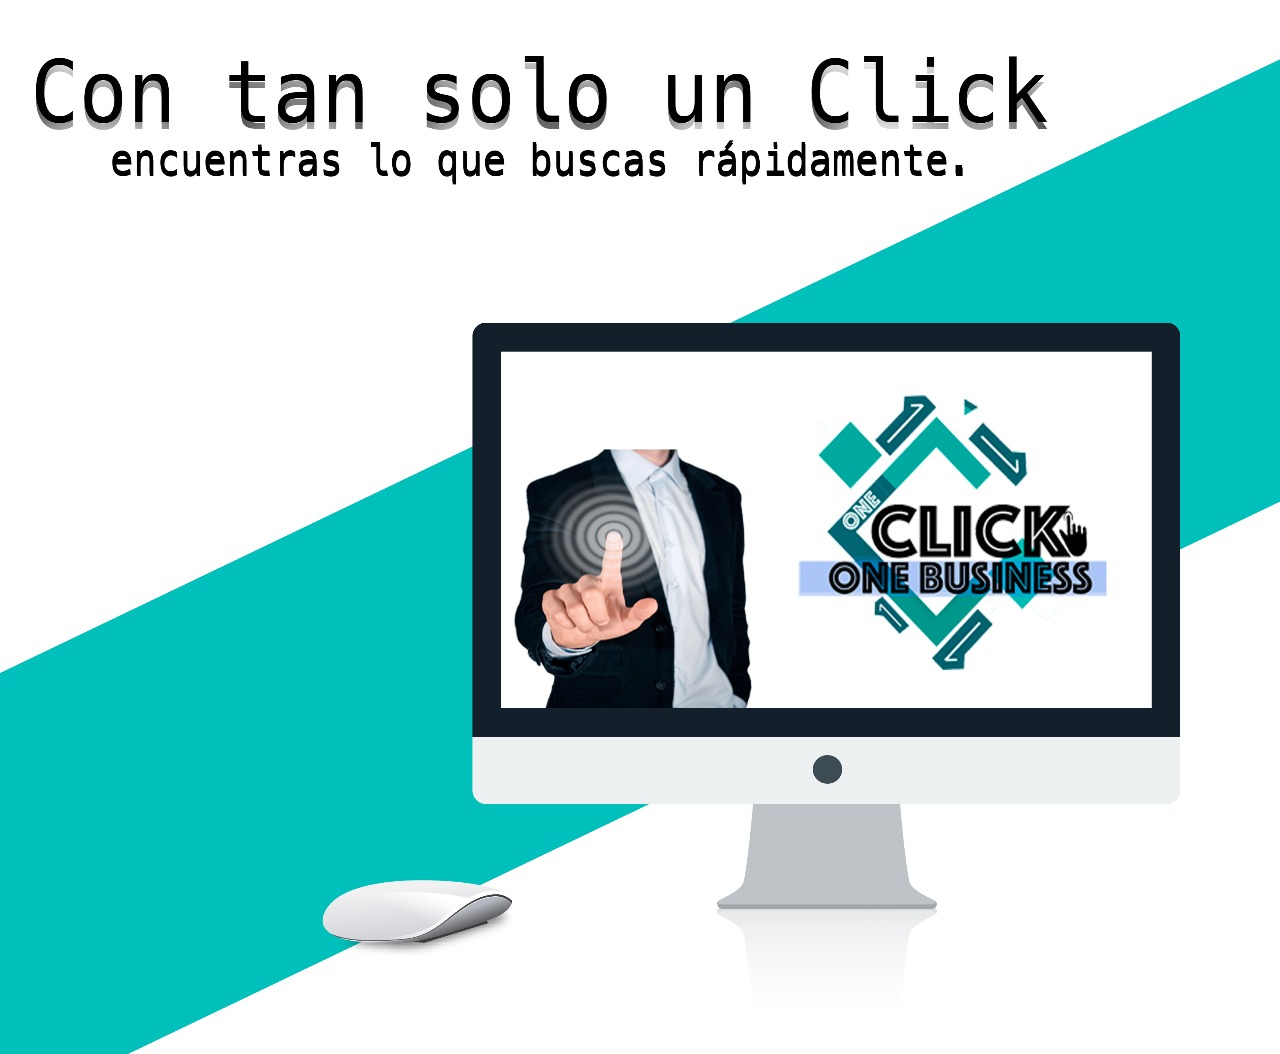 Con tan solo un Click
encuentras lo que buscas rápidamente.
ONE
CLICK
ONE BUSINESS